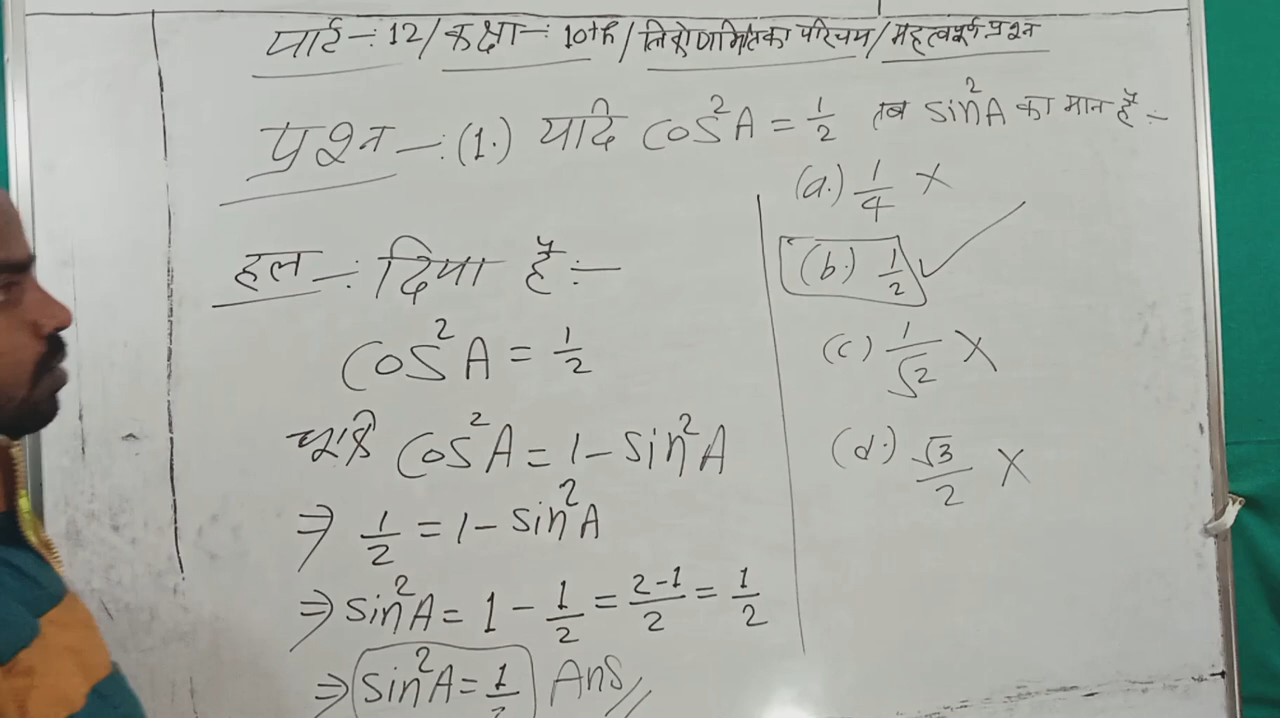 पार्ट-: 12/कक्षा-: 10th/त्रिकोणमितिका परिचय/महत्वपूर्ण प्रश्न
प्रश्न-: (1.) यदि cos²A = 1/2 तब sin²A का मान है:-
(a.) 1/4 X
(b.) 1/2 ✓
(c) 1/√2 X
(d.) √3/2 X
हल-: दिया है:-
cos²A = 1/2
चूंकि cos²A = 1 - sin²A
⇒ 1/2 = 1 - sin²A
⇒ sin²A = 1 - 1/2 = 2-1/2 = 1/2
⇒ sin²A = 1/2 Ans//